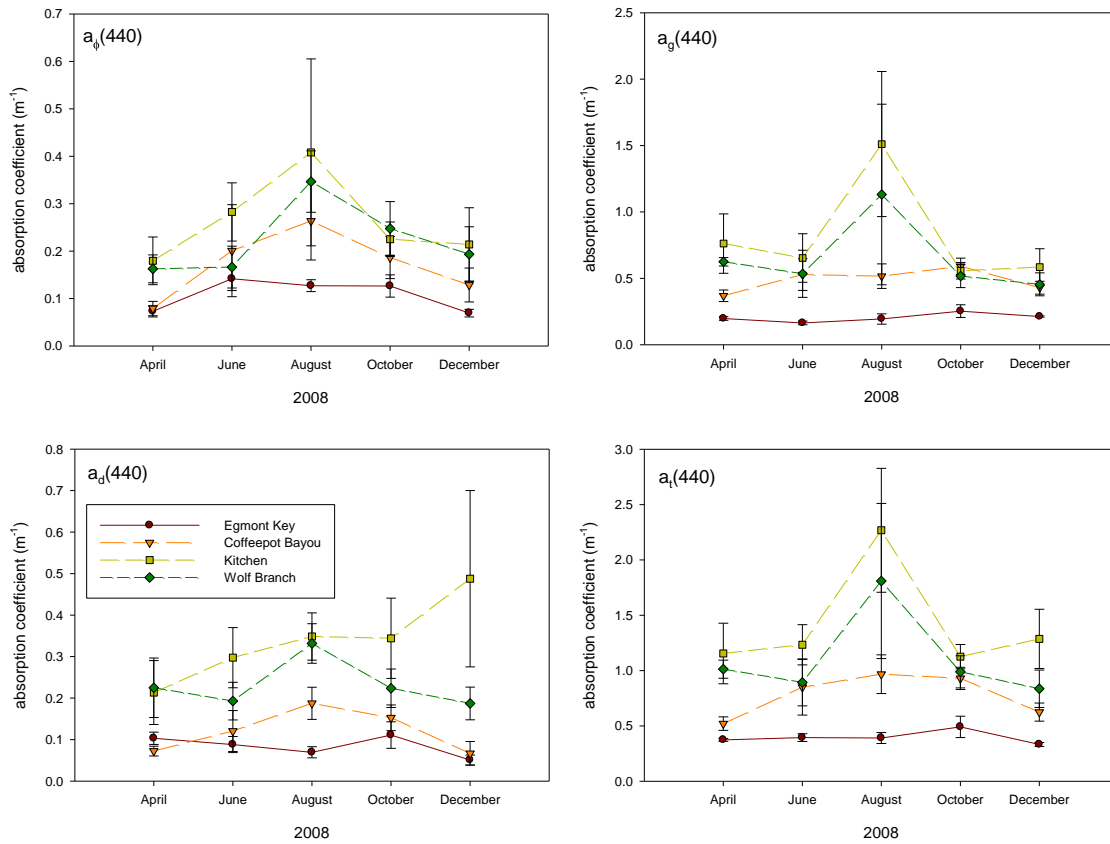 a_ϕ(440)
absorption coefficient (m⁻¹)
0.7
0.6
0.5
0.4
0.3
0.2
0.1
0.0
April June August October December
2008
a_g(440)
absorption coefficient (m⁻¹)
2.5
2.0
1.5
1.0
0.5
0.0
April June August October December
2008
a_d(440)
absorption coefficient (m⁻¹)
0.8
0.7
0.6
0.5
0.4
0.3
0.2
0.1
0.0
Egmont Key
Coffeepot Bayou
Kitchen
Wolf Branch
April June August October December
2008
a_t(440)
absorption coefficient (m⁻¹)
3.0
2.5
2.0
1.5
1.0
0.5
0.0
April June August October December
2008